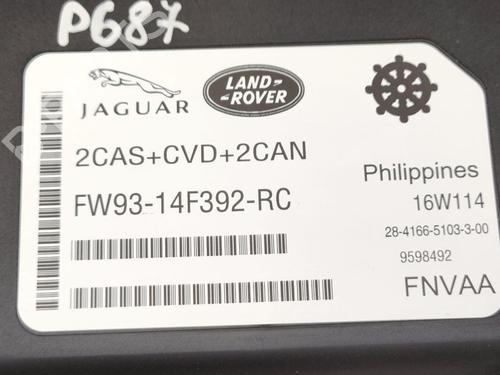 P687
JAGUAR
LAND-
-ROVER
2CAS+CVD+2CAN
Philippines
FW93-14F392-RC
16W114
28-4166-5103-3-00
9598492
FNVAA